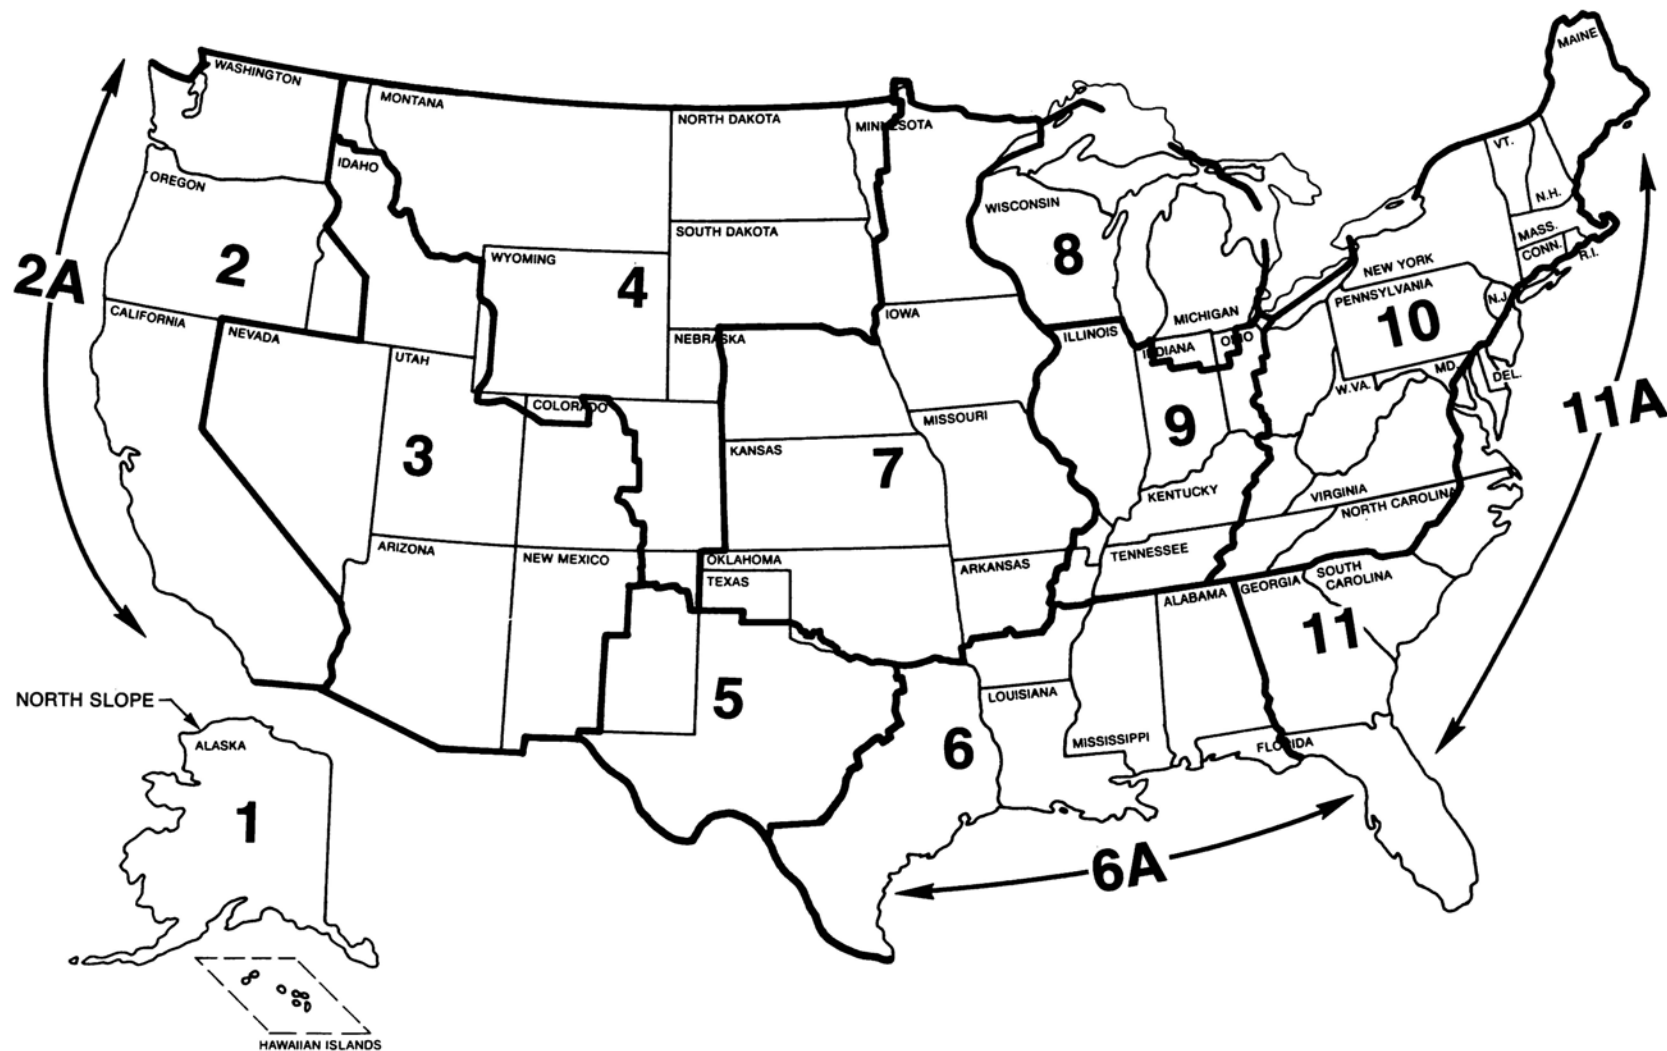 MAINE
WASHINGTON
MONTANA
NORTH DAKOTA
MINNESOTA
VT.
IDAHO
OREGON
N.H.
WISCONSIN
SOUTH DAKOTA
MASS.
CONN.
R.I.
2A
2
WYOMING
4
8
NEW YORK
PENNSYLVANIA
N.J.
CALIFORNIA
NEVADA
IOWA
MICHIGAN
10
NEBRASKA
ILLINOIS
INDIANA
OHIO
UTAH
W.VA.
MD.
DEL.
COLORADO
MISSOURI
11A
3
KANSAS
7
9
KENTUCKY
VIRGINIA
NORTH CAROLINA
ARIZONA
NEW MEXICO
OKLAHOMA
TEXAS
ARKANSAS
TENNESSEE
ALABAMA
GEORGIA
SOUTH
CAROLINA
11
NORTH SLOPE
5
LOUISIANA
ALASKA
6
MISSISSIPPI
FLORIDA
1
6A
HAWAIIAN ISLANDS